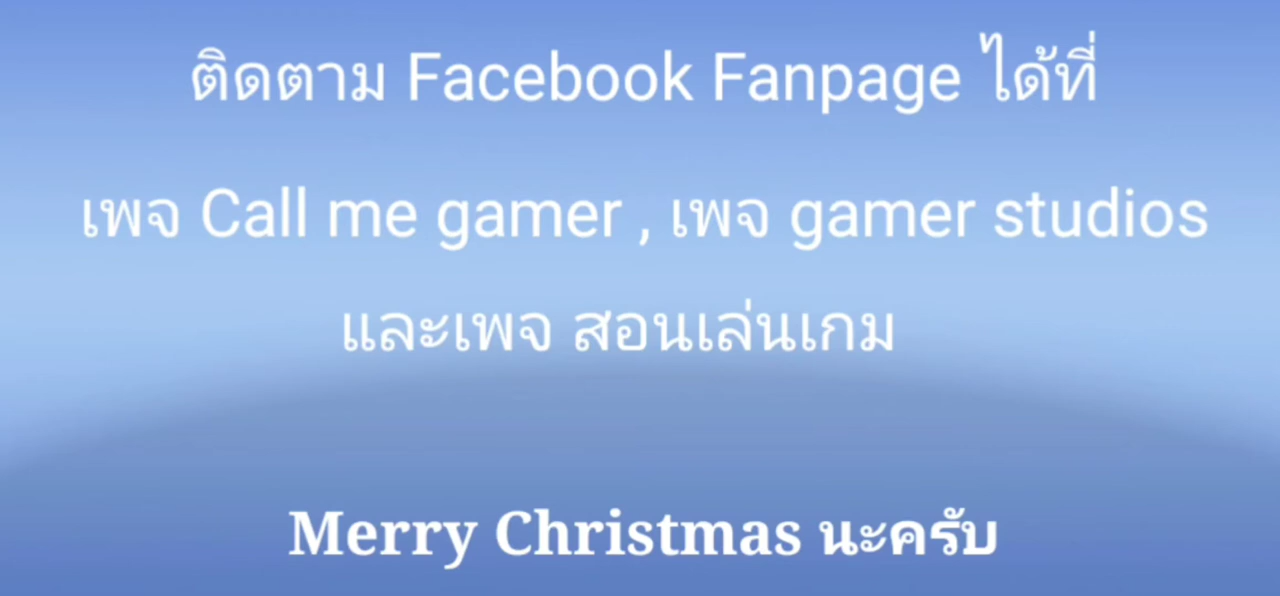 ติดตาม Facebook Fanpage ได้ที่
เพจ Call me gamer , เพจ gamer studios
และเพจ สอนเล่นเกม
Merry Christmas นะครับ